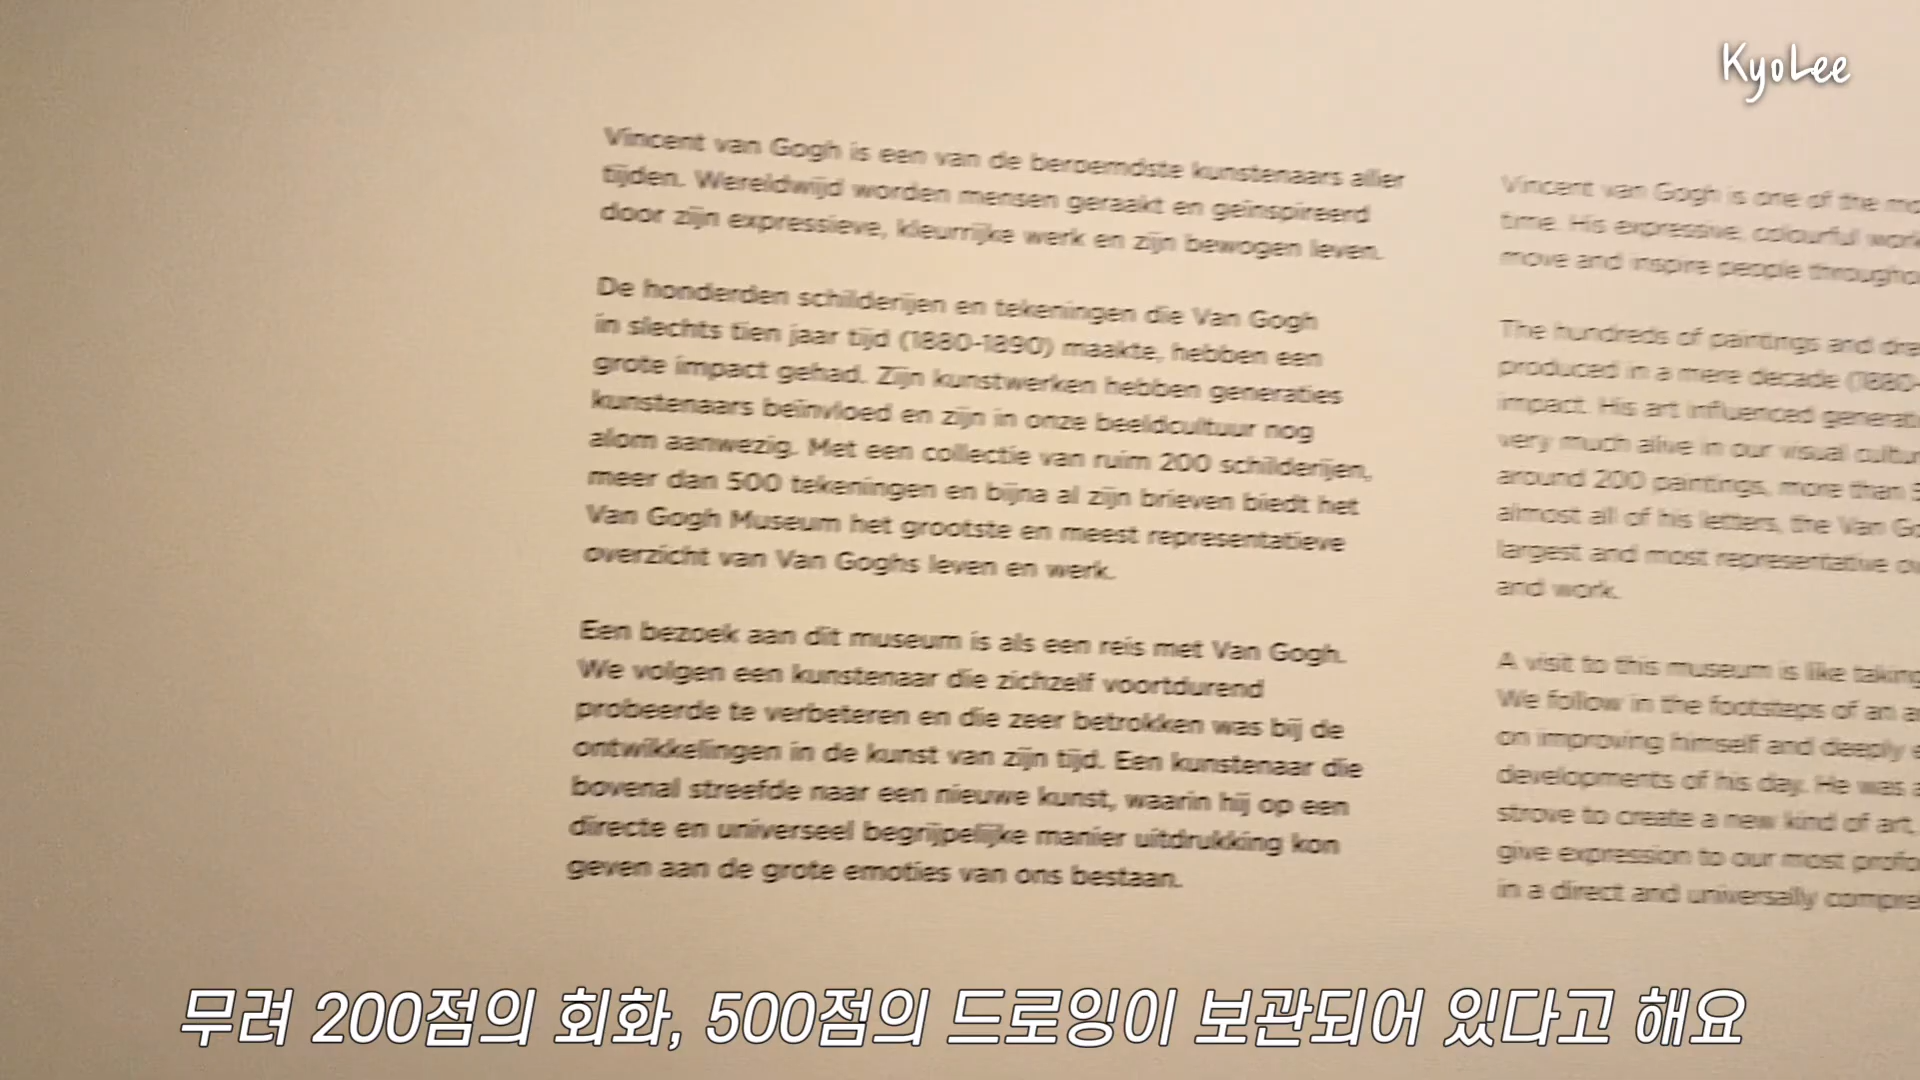 KyoLee
Vincent van Gogh is een van de beroemdste kunstenaars aller
tijden. Wereldwijd worden mensen geraakt en geïnspireerd
door zijn expressieve, kleurrijke werk en zijn bewogen leven.
De honderden schilderijen en tekeningen die Van Gogh
in slechts tien jaar tijd (1880-1890) maakte, hebben een
grote impact gehad. Zijn kunstwerken hebben generaties
kunstenaars beïnvloed en zijn in onze beeldcultuur nog
alom aanwezig. Met een collectie van ruim 200 schilderijen,
meer dan 500 tekeningen en bijna al zijn brieven biedt het
Van Gogh Museum het grootste en meest representatieve
overzicht van Van Goghs leven en werk.
Een bezoek aan dit museum is als een reis met Van Gogh.
We volgen een kunstenaar die zichzelf voortdurend
probeerde te verbeteren en die zeer betrokken was bij de
ontwikkelingen in de kunst van zijn tijd. Een kunstenaar die
bovenal streefde naar een nieuwe kunst, waarin hij op een
directe en universeel begrijpelijke manier uitdrukking kon
geven aan de grote emoties van ons bestaan.
Vincent van Gogh is one of the
time. His expressive, colourful
move and inspire people
The hundreds of paintings and
produced in a mere decade (1880-
impact. His art influenced
very much alive in our visual
around 200 paintings, more than
almost all of his letters, the Van
largest and most representative
and work.
A visit to this museum is like taking
We follow in the footsteps of an
on improving himself and deeply
developments of his day. He was
strove to create a new kind of art,
give expression to our most
in a direct and universally
무려 200점의 회화, 500점의 드로잉이 보관되어 있다고 해요